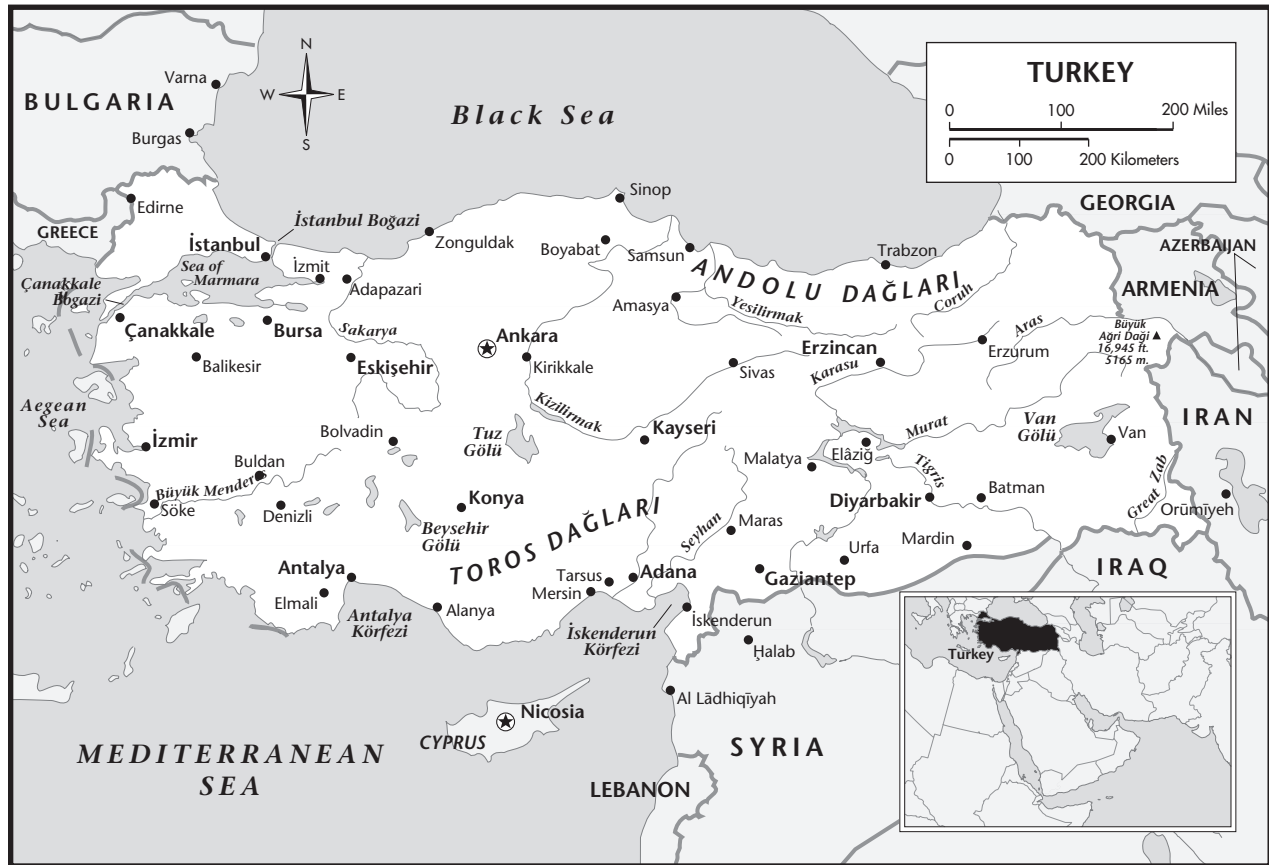 TURKEY
0 100 200 Miles
0 100 200 Kilometers
N
W E
S
Varna
BULGARIA
Burgas
Black Sea
Edirne
GREECE
İstanbul Boğazi
İstanbul
Sea of
Marmara
İzmit
Adapazari
Zonguldak
Sinop
Boyabat
Samsun
Trabzon
GEORGIA
AZERBAIJAN
ARMENIA
ANDOLU DAĞLARI
Çanakkale
Bogazi
Çanakkale
Bursa
Sakarya
Balikesir
Eskişehir
Ankara
Kirikkale
Amasya
Yesilirmak
Coruh
Erzincan
Karasu
Erzurum
Aras
Büyük
Ağri Daği
16,945 ft.
5165 m.
Sivas
Aegean
Sea
İzmir
Bolvadin
Tuz
Gölü
Kizilirmak
Kayseri
Malatya
Elâziğ
Murat
Van
Gölü
Van
IRAN
Buldan
Büyük Menderes
Söke
Denizli
Konya
Beysehir
Gölü
TOROS DAĞLARI
Seyhan
Maras
Diyarbakir
Tigris
Batman
Great Zab
Orūmīyeh
Mardin
Urfa
Gaziantep
IRAQ
Antalya
Elmali
Antalya
Körfezi
Alanya
Tarsus
Mersin
Adana
İskenderun
Körfezi
İskenderun
Ḩalab
Al Lādhiqīyah
Nicosia
CYPRUS
MEDITERRANEAN
SEA
SYRIA
LEBANON
Turkey